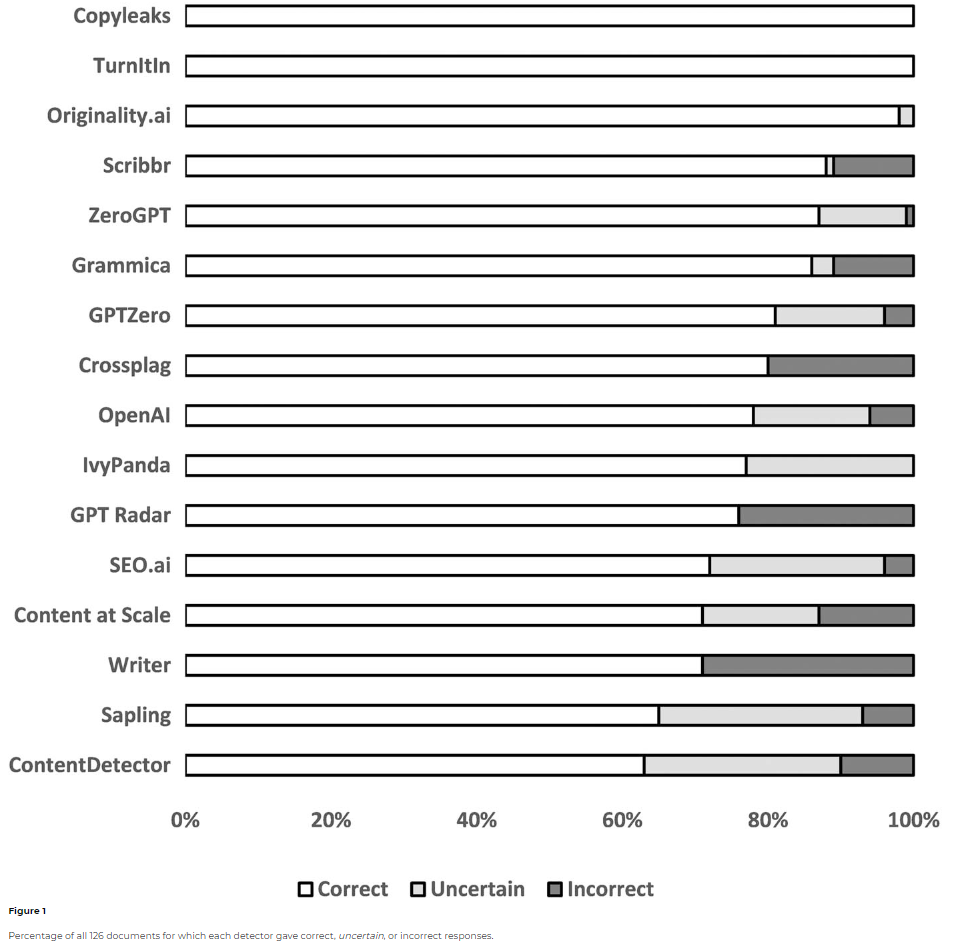 Copyleaks
TurnItIn
Originality.ai
Scribbr
ZeroGPT
Grammica
GPTZero
Crossplag
OpenAI
IvyPanda
GPT Radar
SEO.ai
Content at Scale
Writer
Sapling
ContentDetector
0% 20% 40% 60% 80% 100%
Correct Uncertain Incorrect
Figure 1
Percentage of all 126 documents for which each detector gave correct, uncertain, or incorrect responses.